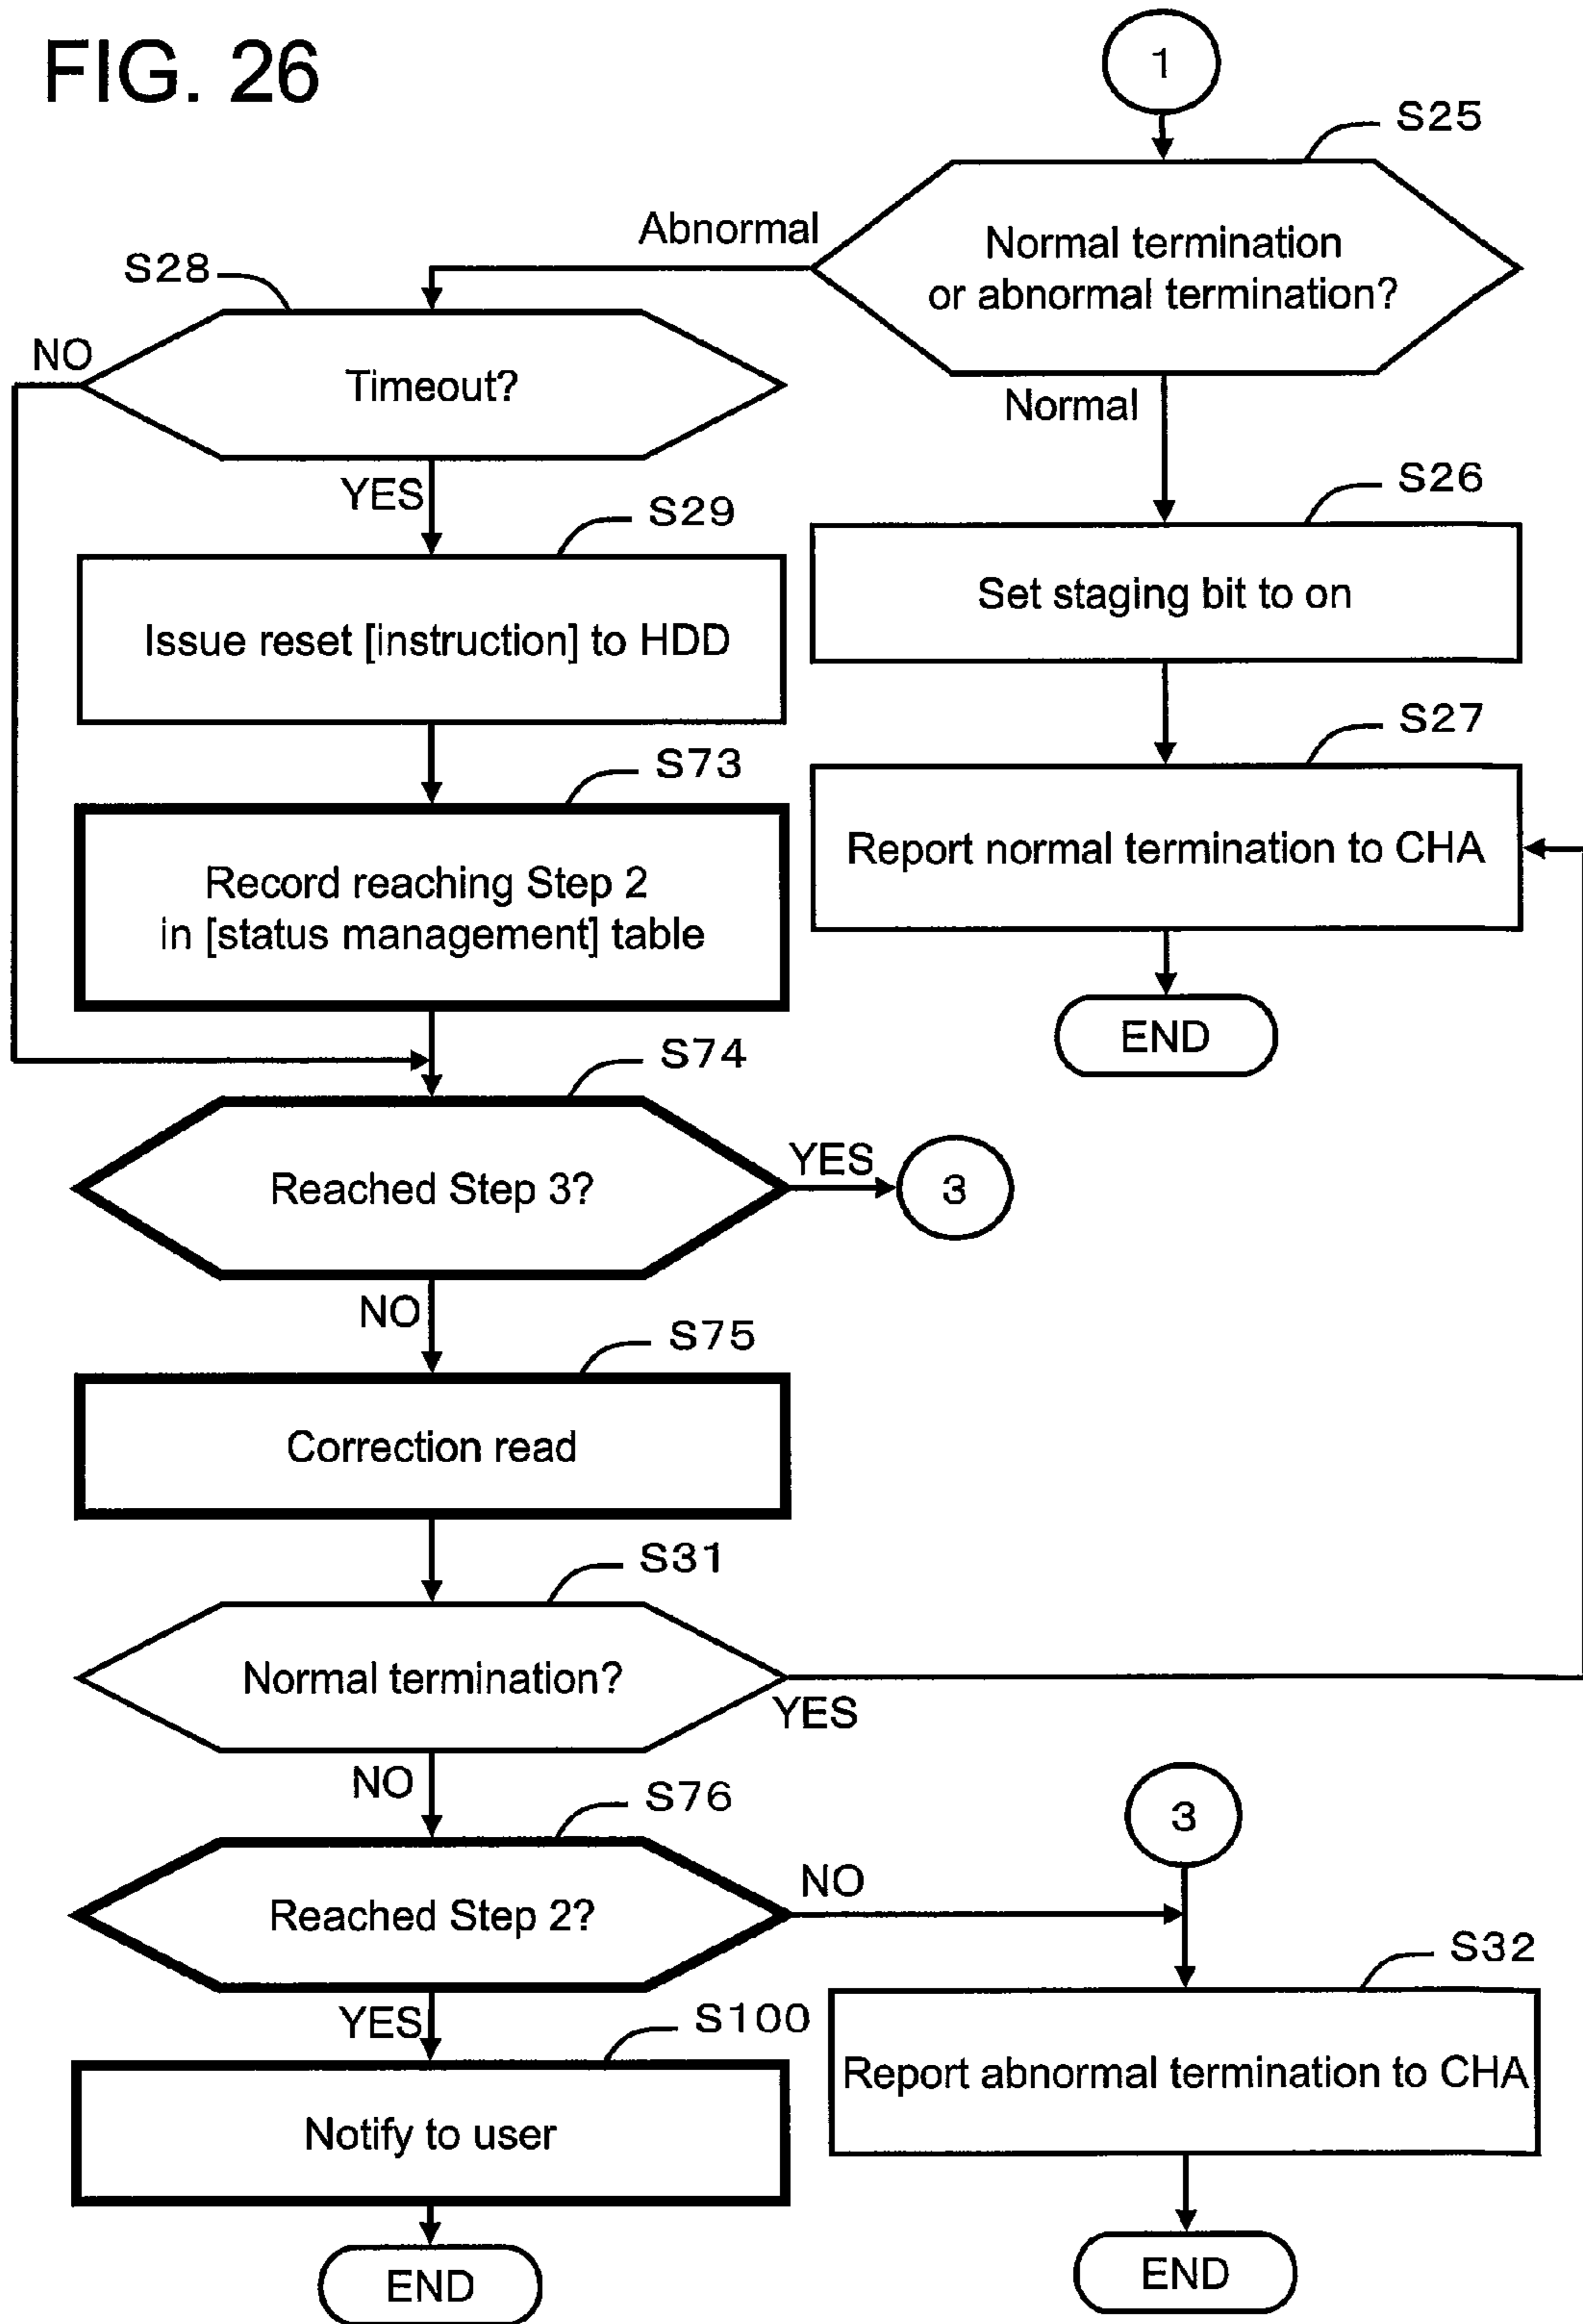 FIG. 26
1
S25
Normal termination
or abnormal termination?
Abnormal
Normal
S28
Timeout?
NO
YES
S29
Issue reset [instruction] to HDD
S26
Set staging bit to on
S27
Report normal termination to CHA
END
S73
Record reaching Step 2
in [status management] table
S74
Reached Step 3?
YES
3
NO
S75
Correction read
S31
Normal termination?
YES
NO
S76
Reached Step 2?
NO
3
YES
S32
Report abnormal termination to CHA
END
S100
Notify to user
END